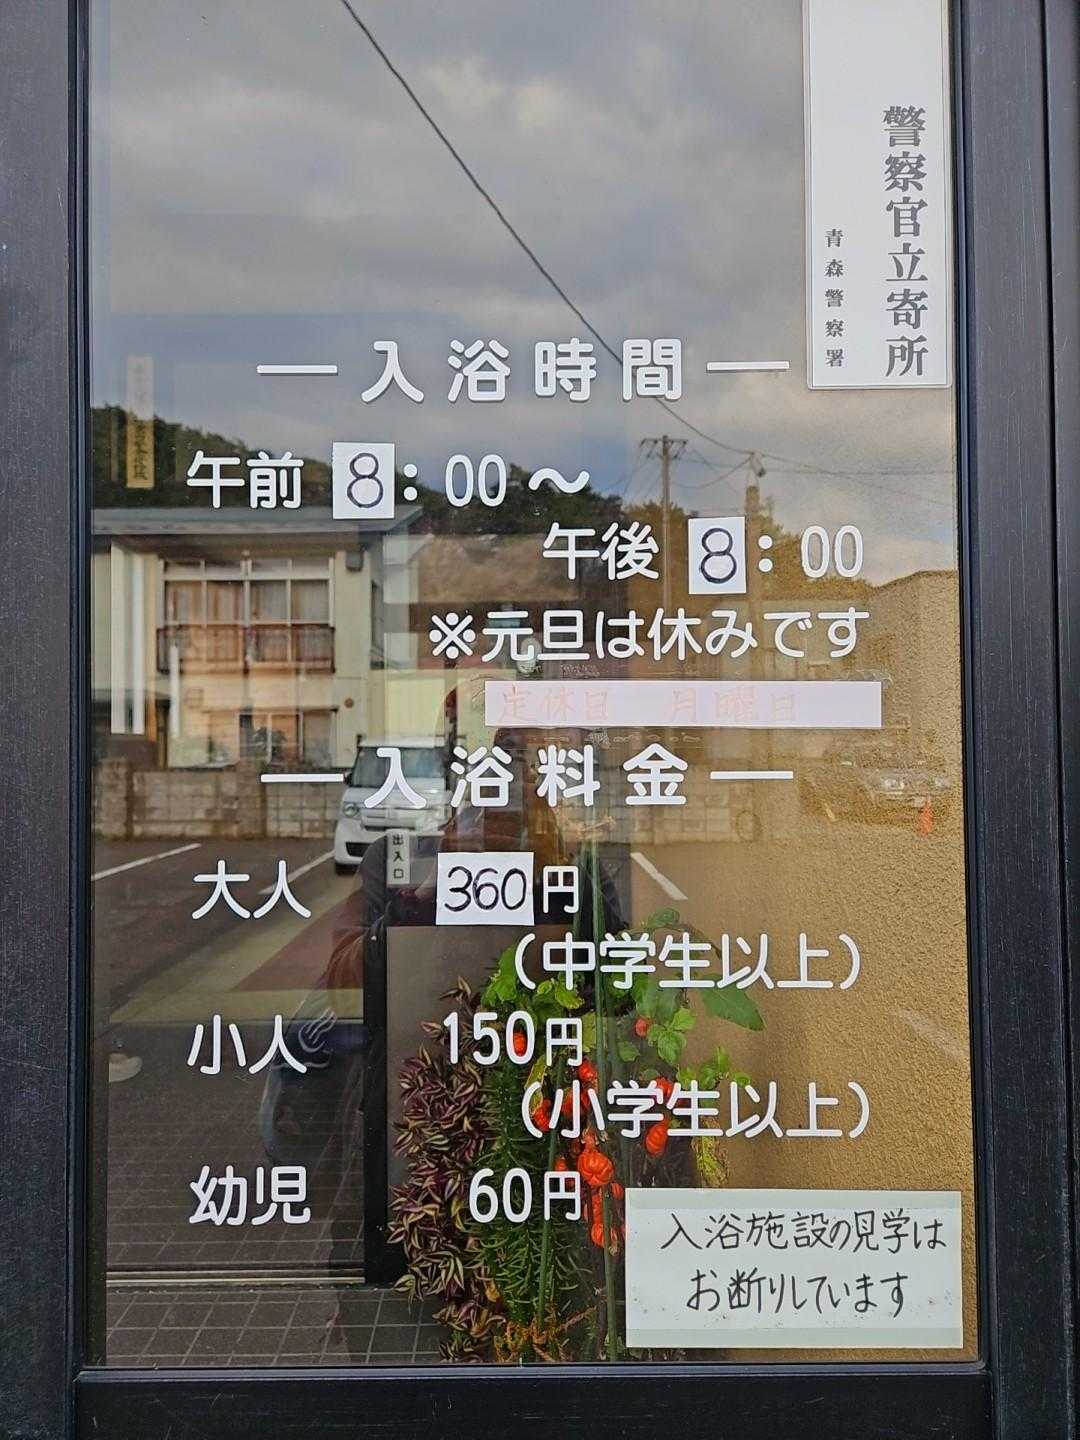 警察官立寄所
青森警察署
―入浴時間―
午前 8:00～
午後 8:00
※元旦は休みです
定休日 月曜日
―入浴料金―
出入口
大人 360円
(中学生以上)
小人 150円
(小学生以上)
幼児 60円
入浴施設の見学は
お断りしています